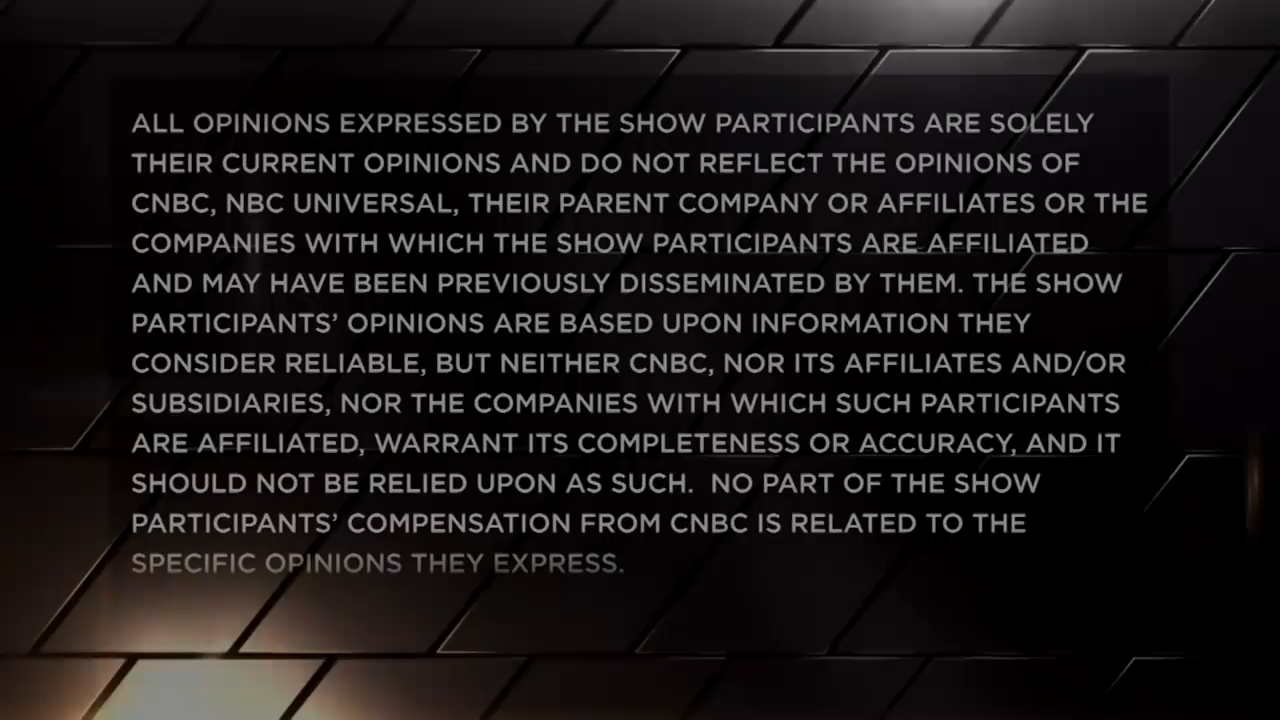 ALL OPINIONS EXPRESSED BY THE SHOW PARTICIPANTS ARE SOLELY
THEIR CURRENT OPINIONS AND DO NOT REFLECT THE OPINIONS OF
CNBC, NBC UNIVERSAL, THEIR PARENT COMPANY OR AFFILIATES OR THE
COMPANIES WITH WHICH THE SHOW PARTICIPANTS ARE AFFILIATED
AND MAY HAVE BEEN PREVIOUSLY DISSEMINATED BY THEM. THE SHOW
PARTICIPANTS’ OPINIONS ARE BASED UPON INFORMATION THEY
CONSIDER RELIABLE, BUT NEITHER CNBC, NOR ITS AFFILIATES AND/OR
SUBSIDIARIES, NOR THE COMPANIES WITH WHICH SUCH PARTICIPANTS
ARE AFFILIATED, WARRANT ITS COMPLETENESS OR ACCURACY, AND IT
SHOULD NOT BE RELIED UPON AS SUCH.  NO PART OF THE SHOW
PARTICIPANTS’ COMPENSATION FROM CNBC IS RELATED TO THE
SPECIFIC OPINIONS THEY EXPRESS.